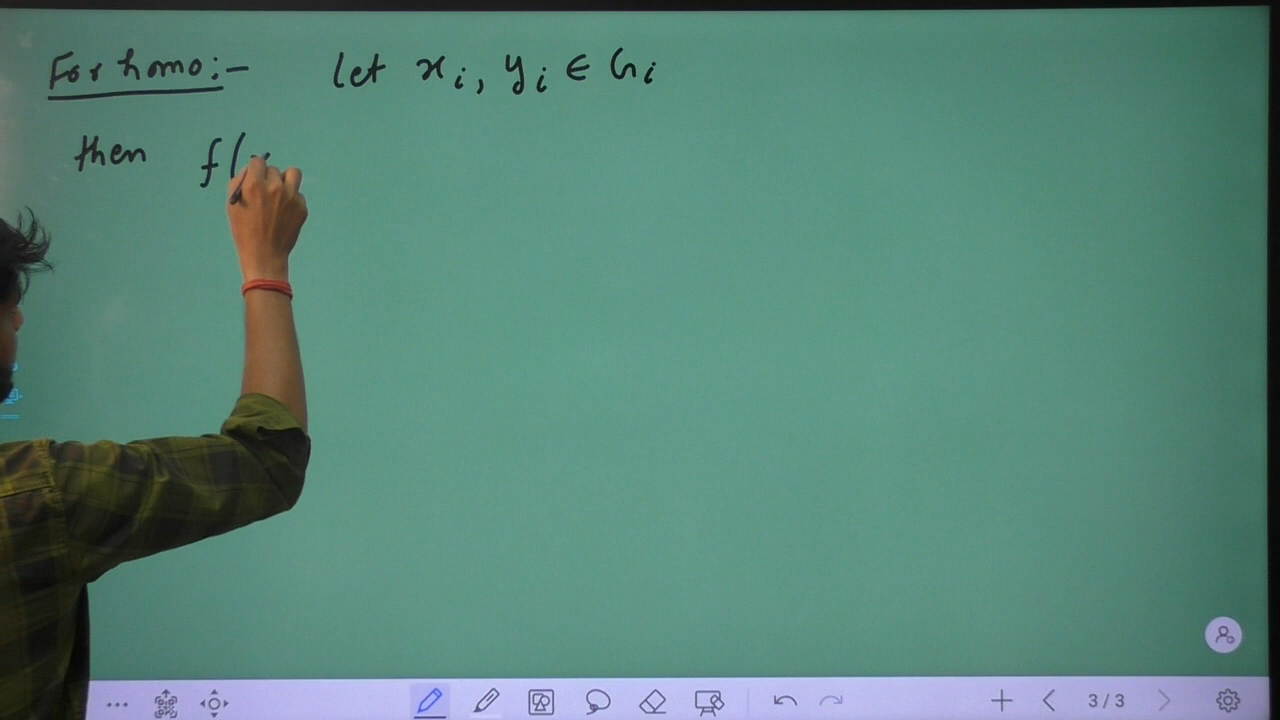 For homo:- let xᵢ, yᵢ ∈ Gᵢ
then f(
3/3